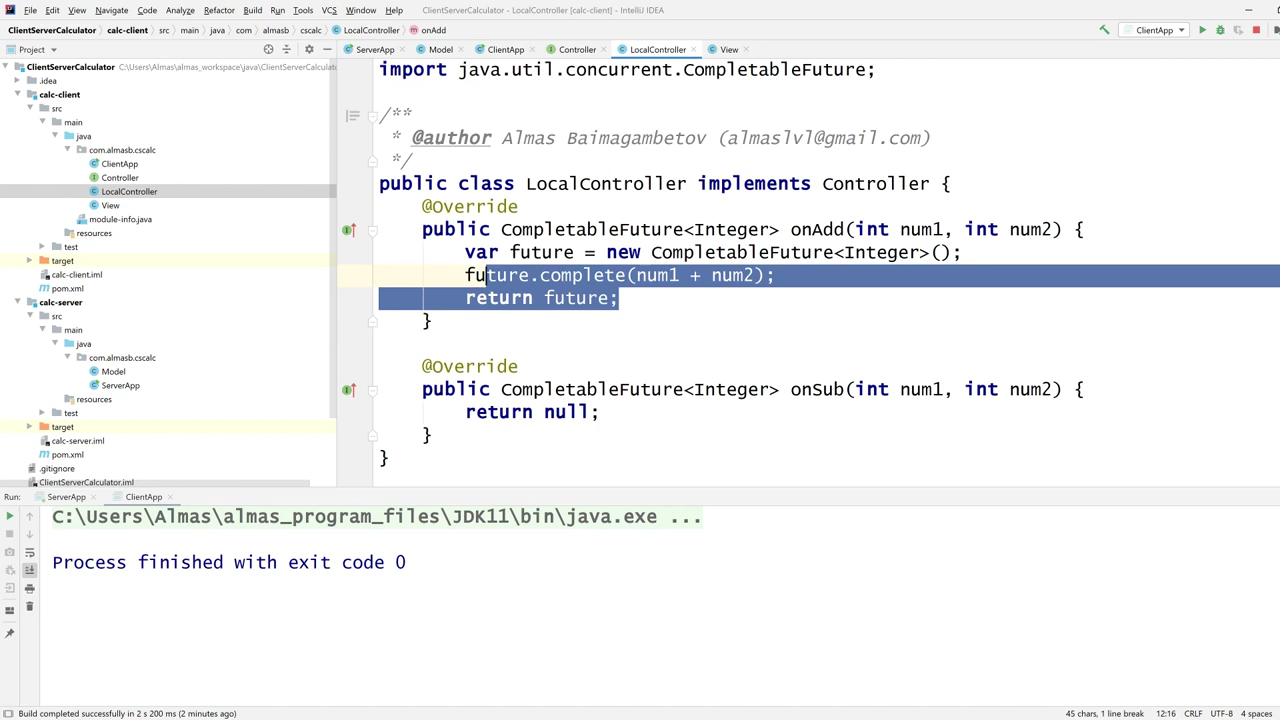 File Edit View Navigate Code Analyze Refactor Build Run Tools VCS Window Help ClientServerCalculator - LocalController [calc-client] - IntelliJ IDEA
ClientServerCalculator calc-client src main java com almasb cscalc LocalController onAdd ClientApp
Project ServerApp Model ClientApp Controller LocalController View
ClientServerCalculator C:\Users\Almas\almas_workspace\java\ClientServerCalculato
.idea
calc-client
src
main
java
com.almasb.cscalc
ClientApp
Controller
LocalController
View
module-info.java
resources
test
target
calc-client.iml
pom.xml
calc-server
src
main
java
com.almasb.cscalc
Model
ServerApp
resources
test
target
calc-server.iml
pom.xml
.gitignore
ClientServerCalculator.iml
import java.util.concurrent.CompletableFuture;
/**
* @author Almas Baimagambetov (almaslvl@gmail.com)
*/
public class LocalController implements Controller {
@Override
public CompletableFuture<Integer> onAdd(int num1, int num2) {
var future = new CompletableFuture<Integer>();
future.complete(num1 + num2);
return future;
}
@Override
public CompletableFuture<Integer> onSub(int num1, int num2) {
return null;
}
}
Run: ServerApp ClientApp
C:\Users\Almas\almas_program_files\JDK11\bin\java.exe ...
Process finished with exit code 0
Build completed successfully in 2 s 200 ms (2 minutes ago) 45 chars, 1 line break 12:16 CRLF UTF-8 4 spaces